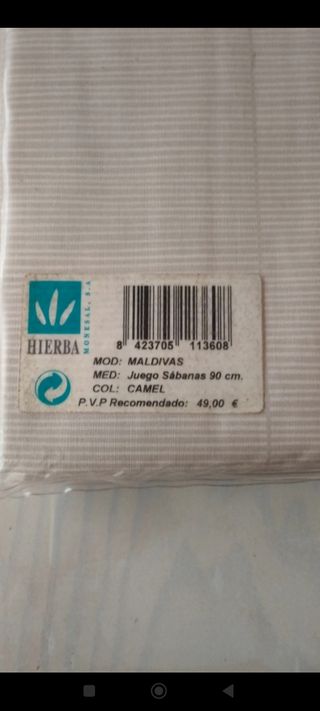 HIERBA
MONESAL, S.A
8 423705 113608
MOD: MALDIVAS
MED: Juego Sábanas 90 cm.
COL: CAMEL
P.V.P Recomendado: 49,00 €